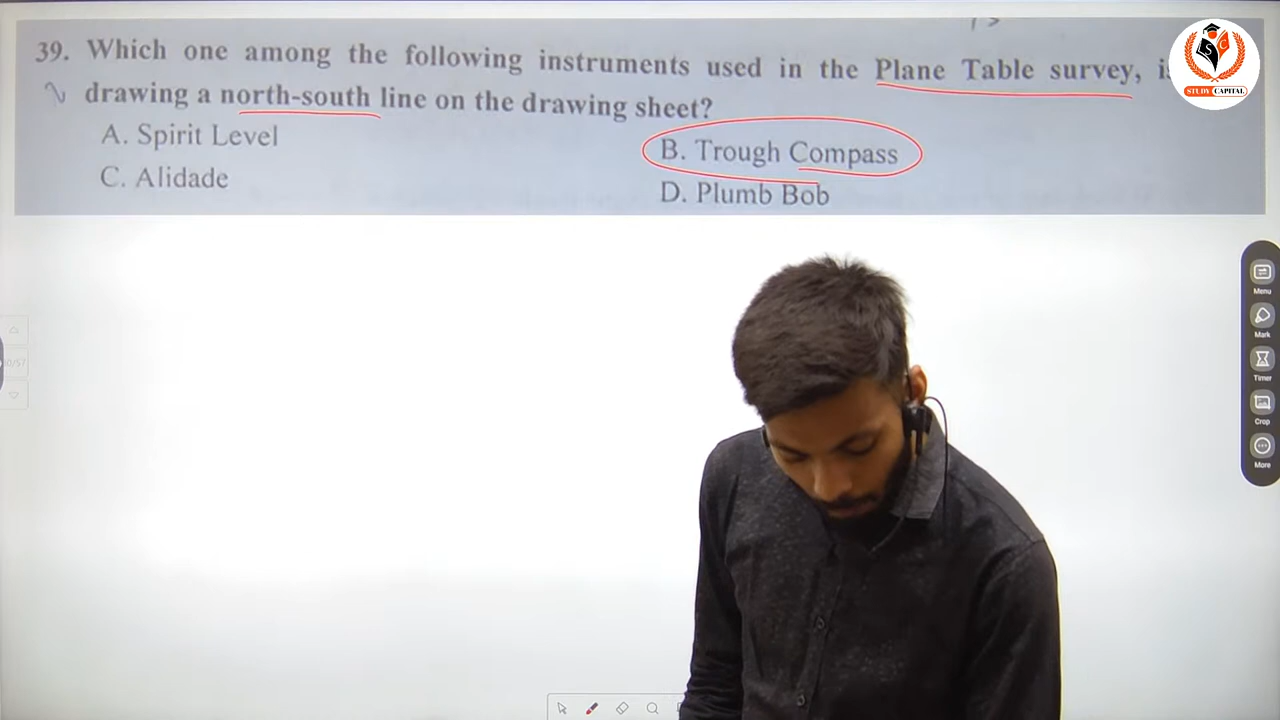 39. Which one among the following instruments used in the Plane Table survey, is
drawing a north-south line on the drawing sheet?
A. Spirit Level
B. Trough Compass
C. Alidade
D. Plumb Bob
SC
STUDY CAPITAL
Menu
Mark
Timer
Crop
More